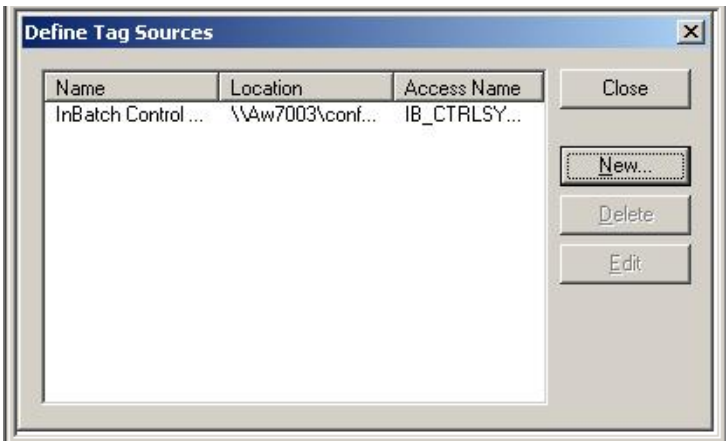 Define Tag Sources
Name Location Access Name Close
InBatch Control ... \\Aw7003\conf... IB_CTRLSY...
New...
Delete
Edit